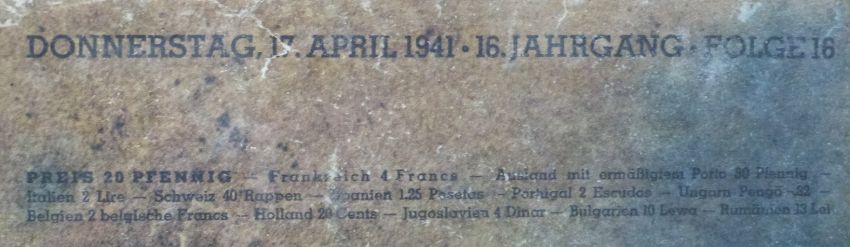 DONNERSTAG, 17. APRIL 1941 · 16. JAHRGANG · FOLGE 16
PREIS 20 PFENNIG — Frankreich 4 Francs — Ausland mit ermäßigtem Porto 30 Pfennig —
Italien 2 Lire — Schweiz 40 Rappen — Spanien 1.25 Pesetas — Portugal 2 Escudos — Ungarn Pengö -.32 —
Belgien 2 belgische Francs — Holland 20 Cents — Jugoslavien 4 Dinar — Bulgarien 10 Lewa — Rumänien 13 Lei